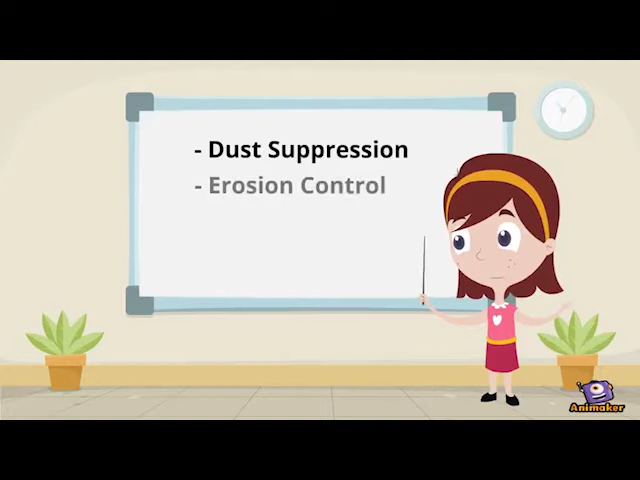 - Dust Suppression
- Erosion Control
Animaker